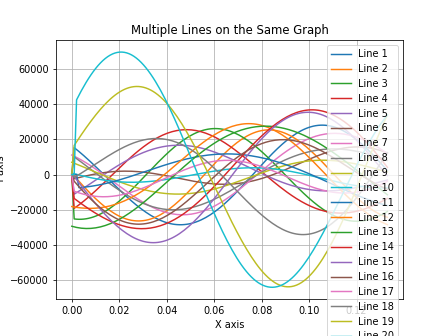 Multiple Lines on the Same Graph
60000
40000
20000
0
−20000
−40000
−60000
0.00
0.02
0.04
0.06
0.08
0.10
X axis
Line 1
Line 2
Line 3
Line 4
Line 5
Line 6
Line 7
Line 8
Line 9
Line 10
Line 11
Line 12
Line 13
Line 14
Line 15
Line 16
Line 17
Line 18
Line 19
Line 20